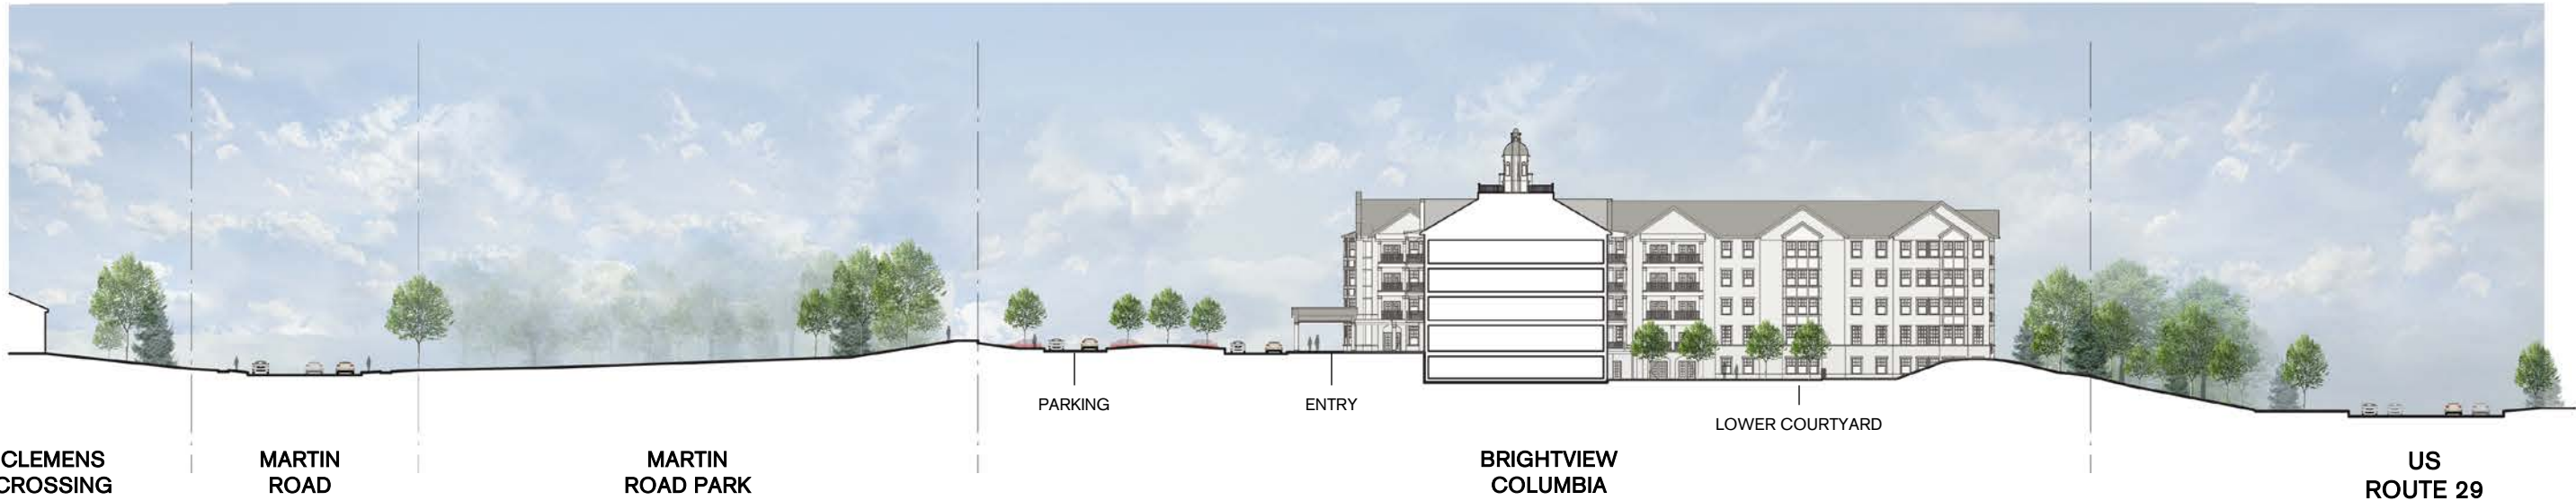 PARKING
ENTRY
LOWER COURTYARD
CLEMENS
CROSSING
MARTIN
ROAD
MARTIN
ROAD PARK
BRIGHTVIEW
COLUMBIA
US
ROUTE 29